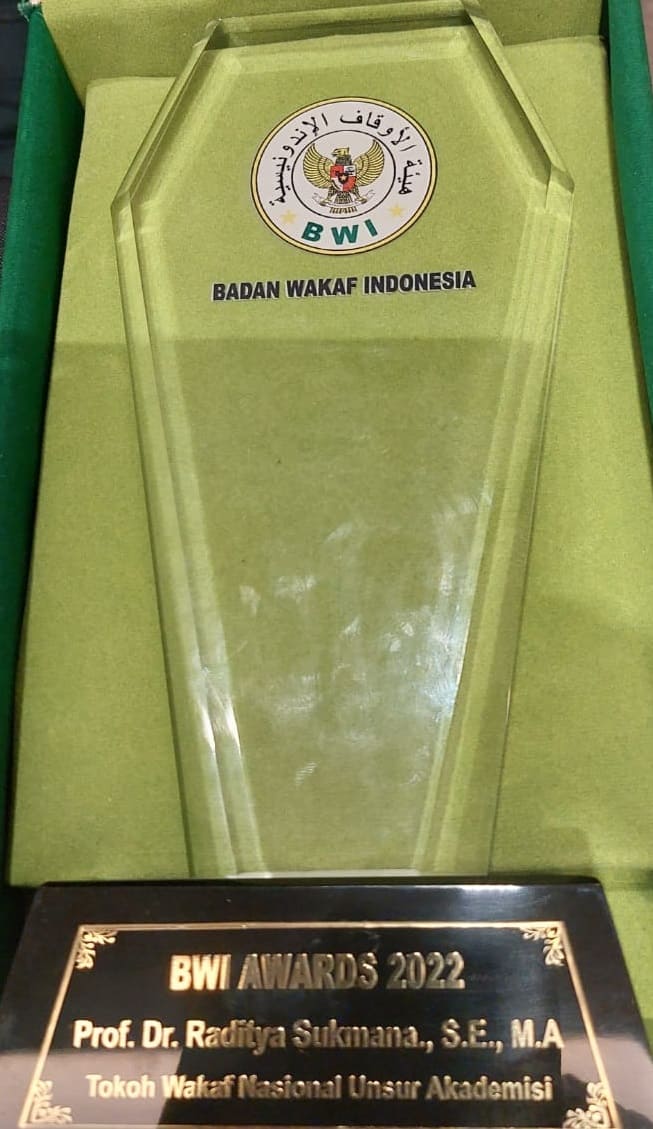 هيئة الأوقاف الإندونيسية
BWI
BADAN WAKAF INDONESIA
BWI AWARDS 2022
Prof. Dr. Raditya Sukmana., S.E., M.A
Tokoh Wakaf Nasional Unsur Akademisi